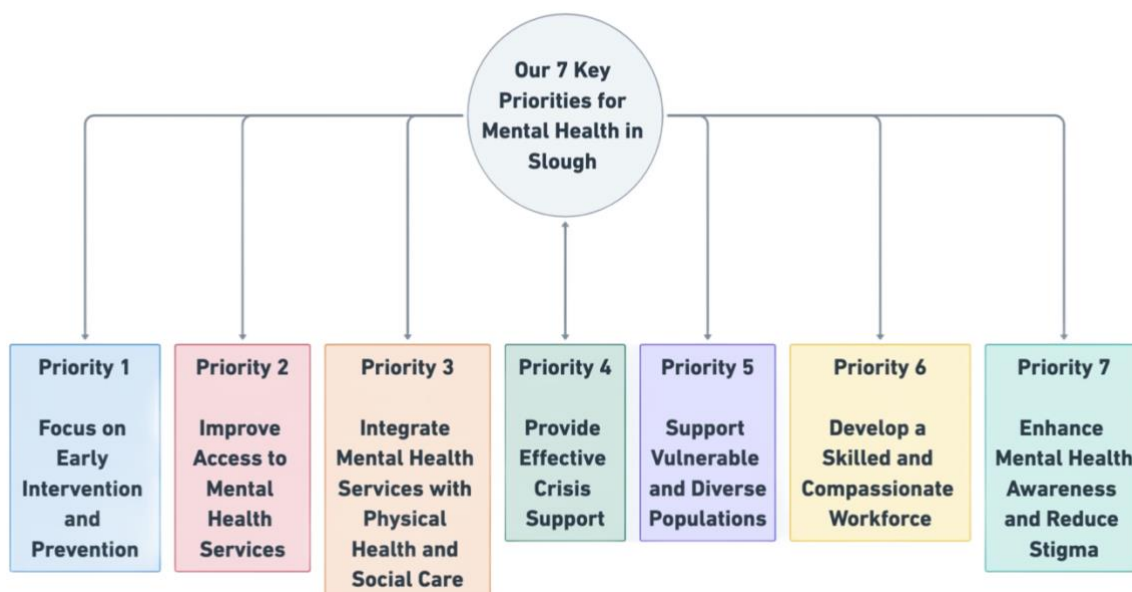 Our 7 Key
Priorities for
Mental Health in
Slough
Priority 1
Focus on
Early
Intervention
and
Prevention
Priority 2
Improve
Access to
Mental
Health
Services
Priority 3
Integrate
Mental Health
Services with
Physical
Health and
Social Care
Priority 4
Provide
Effective
Crisis
Support
Priority 5
Support
Vulnerable
and Diverse
Populations
Priority 6
Develop a
Skilled and
Compassionate
Workforce
Priority 7
Enhance
Mental Health
Awareness
and Reduce
Stigma